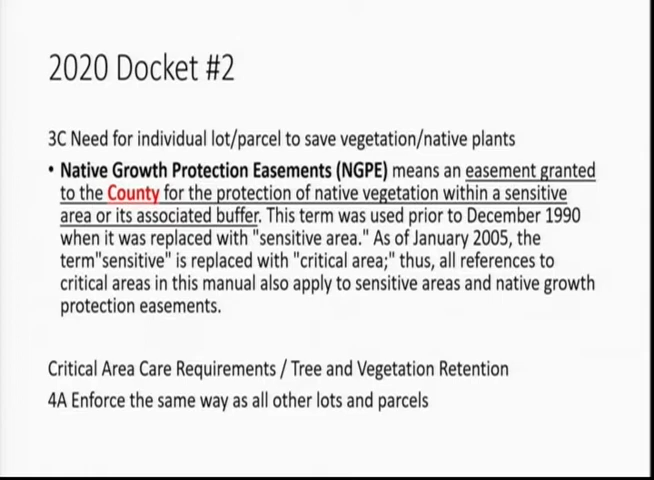 2020 Docket #2
3C Need for individual lot/parcel to save vegetation/native plants
• Native Growth Protection Easements (NGPE) means an easement granted
to the County for the protection of native vegetation within a sensitive
area or its associated buffer. This term was used prior to December 1990
when it was replaced with "sensitive area." As of January 2005, the
term"sensitive" is replaced with "critical area;" thus, all references to
critical areas in this manual also apply to sensitive areas and native growth
protection easements.
Critical Area Care Requirements / Tree and Vegetation Retention
4A Enforce the same way as all other lots and parcels